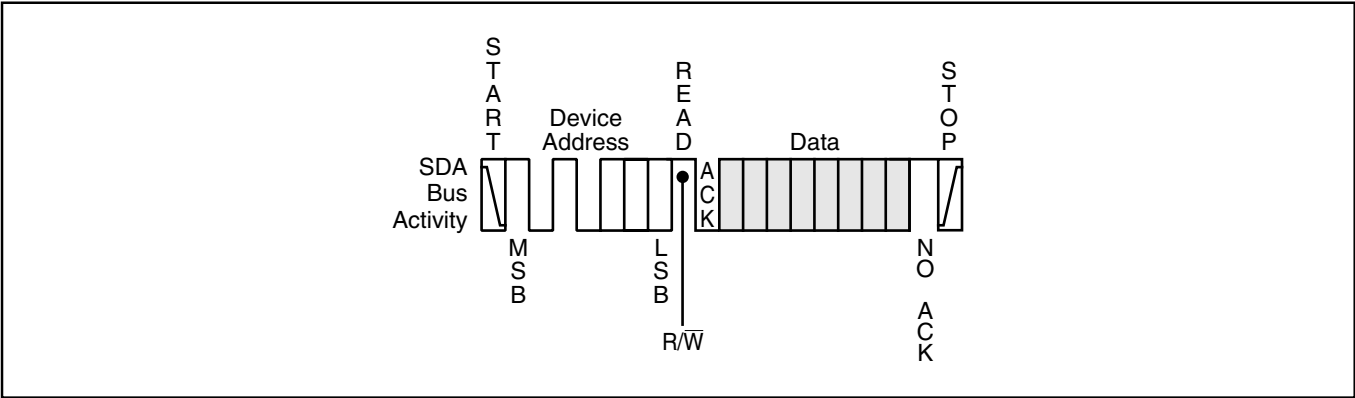 START
READ
STOP
Device
Address
Data
SDA
Bus
Activity
ACK
MSB
LSB
R/W̅
NO ACK